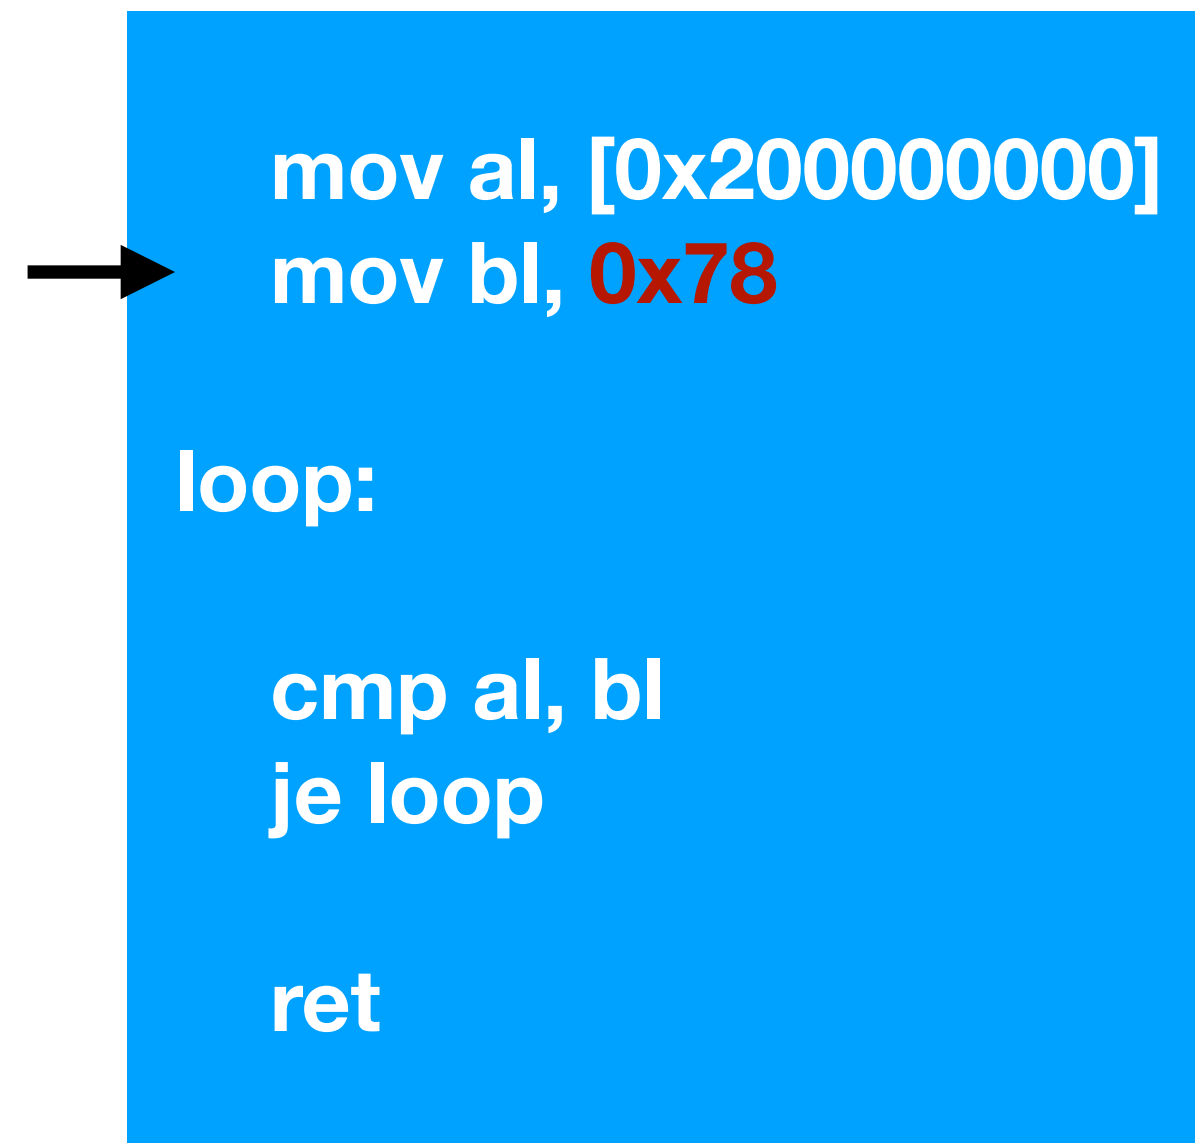 mov al, [0x200000000]
mov bl, 0x78
loop:
cmp al, bl
je loop
ret